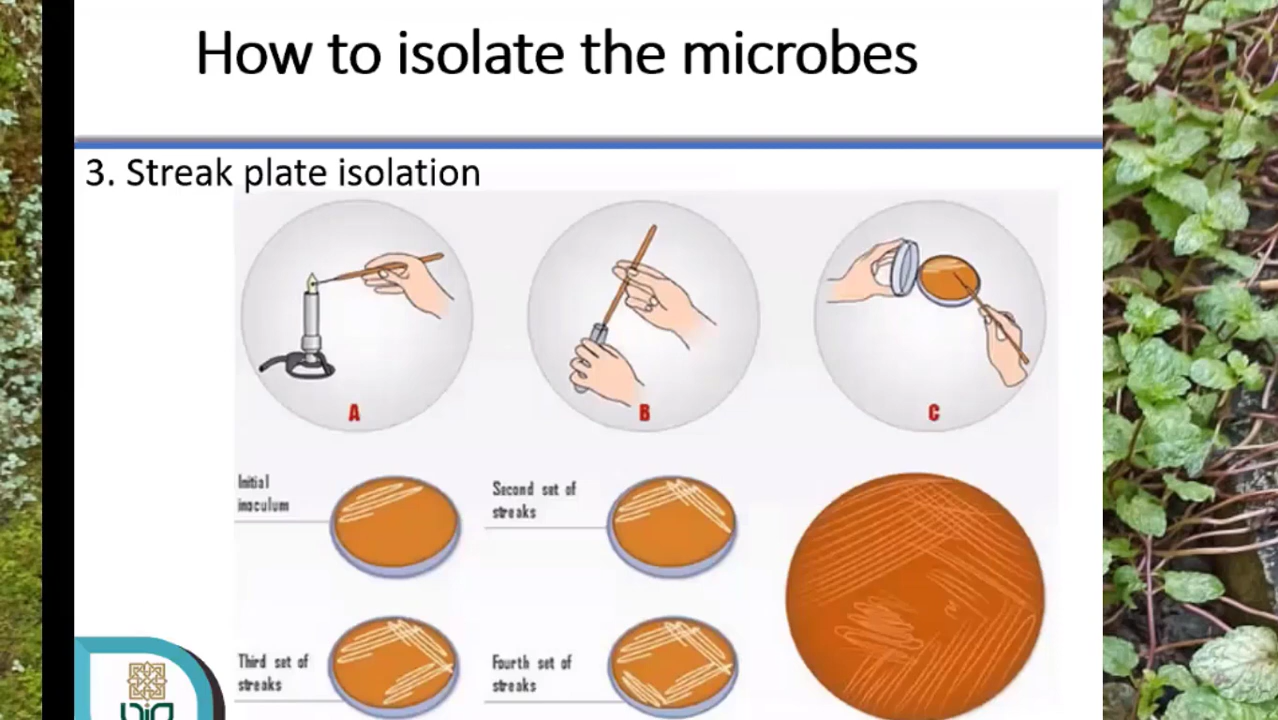 How to isolate the microbes
3. Streak plate isolation
A
B
C
Initial
inoculum
Second set of
streaks
Third set of
streaks
Fourth set of
streaks